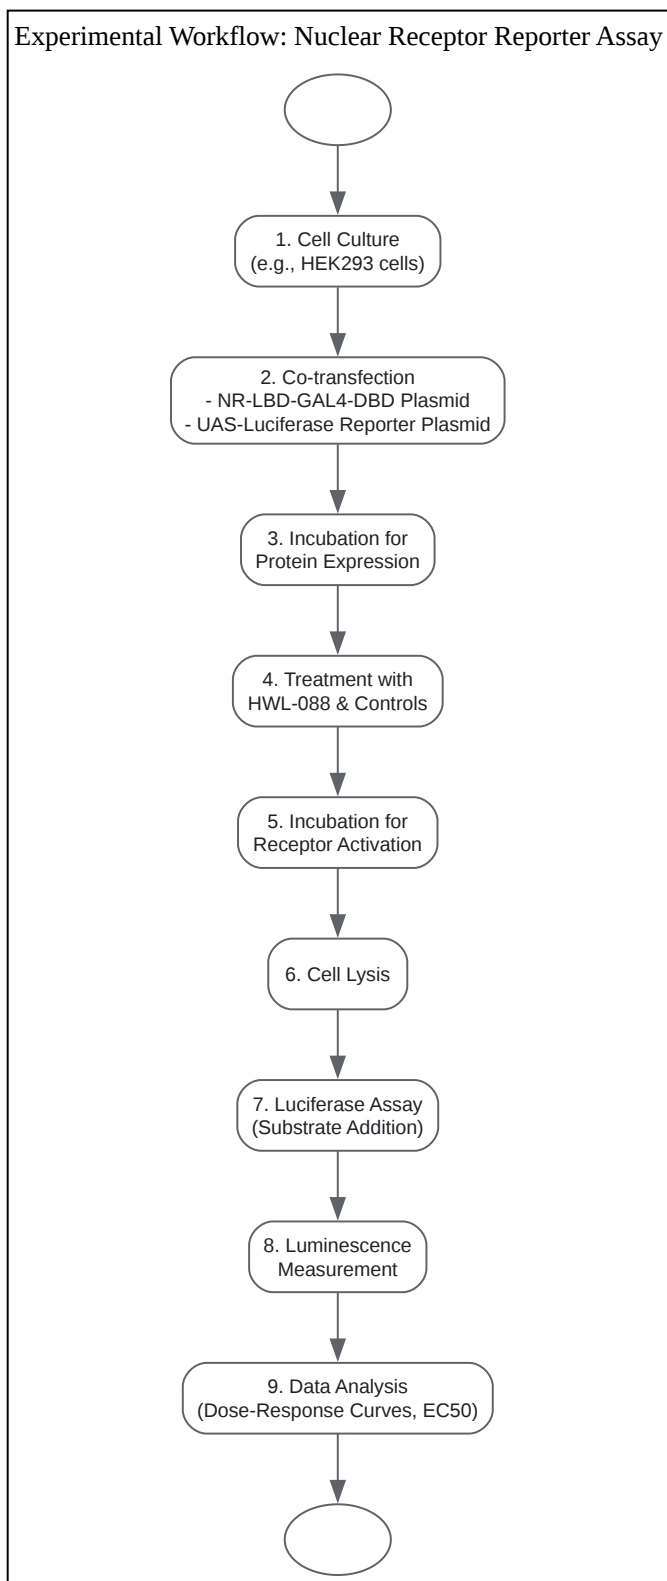 Experimental Workflow: Nuclear Receptor Reporter Assay
1. Cell Culture
(e.g., HEK293 cells)
2. Co-transfection
- NR-LBD-GAL4-DBD Plasmid
- UAS-Luciferase Reporter Plasmid
3. Incubation for
Protein Expression
4. Treatment with
HWL-088 & Controls
5. Incubation for
Receptor Activation
6. Cell Lysis
7. Luciferase Assay
(Substrate Addition)
8. Luminescence
Measurement
9. Data Analysis
(Dose-Response Curves, EC50)